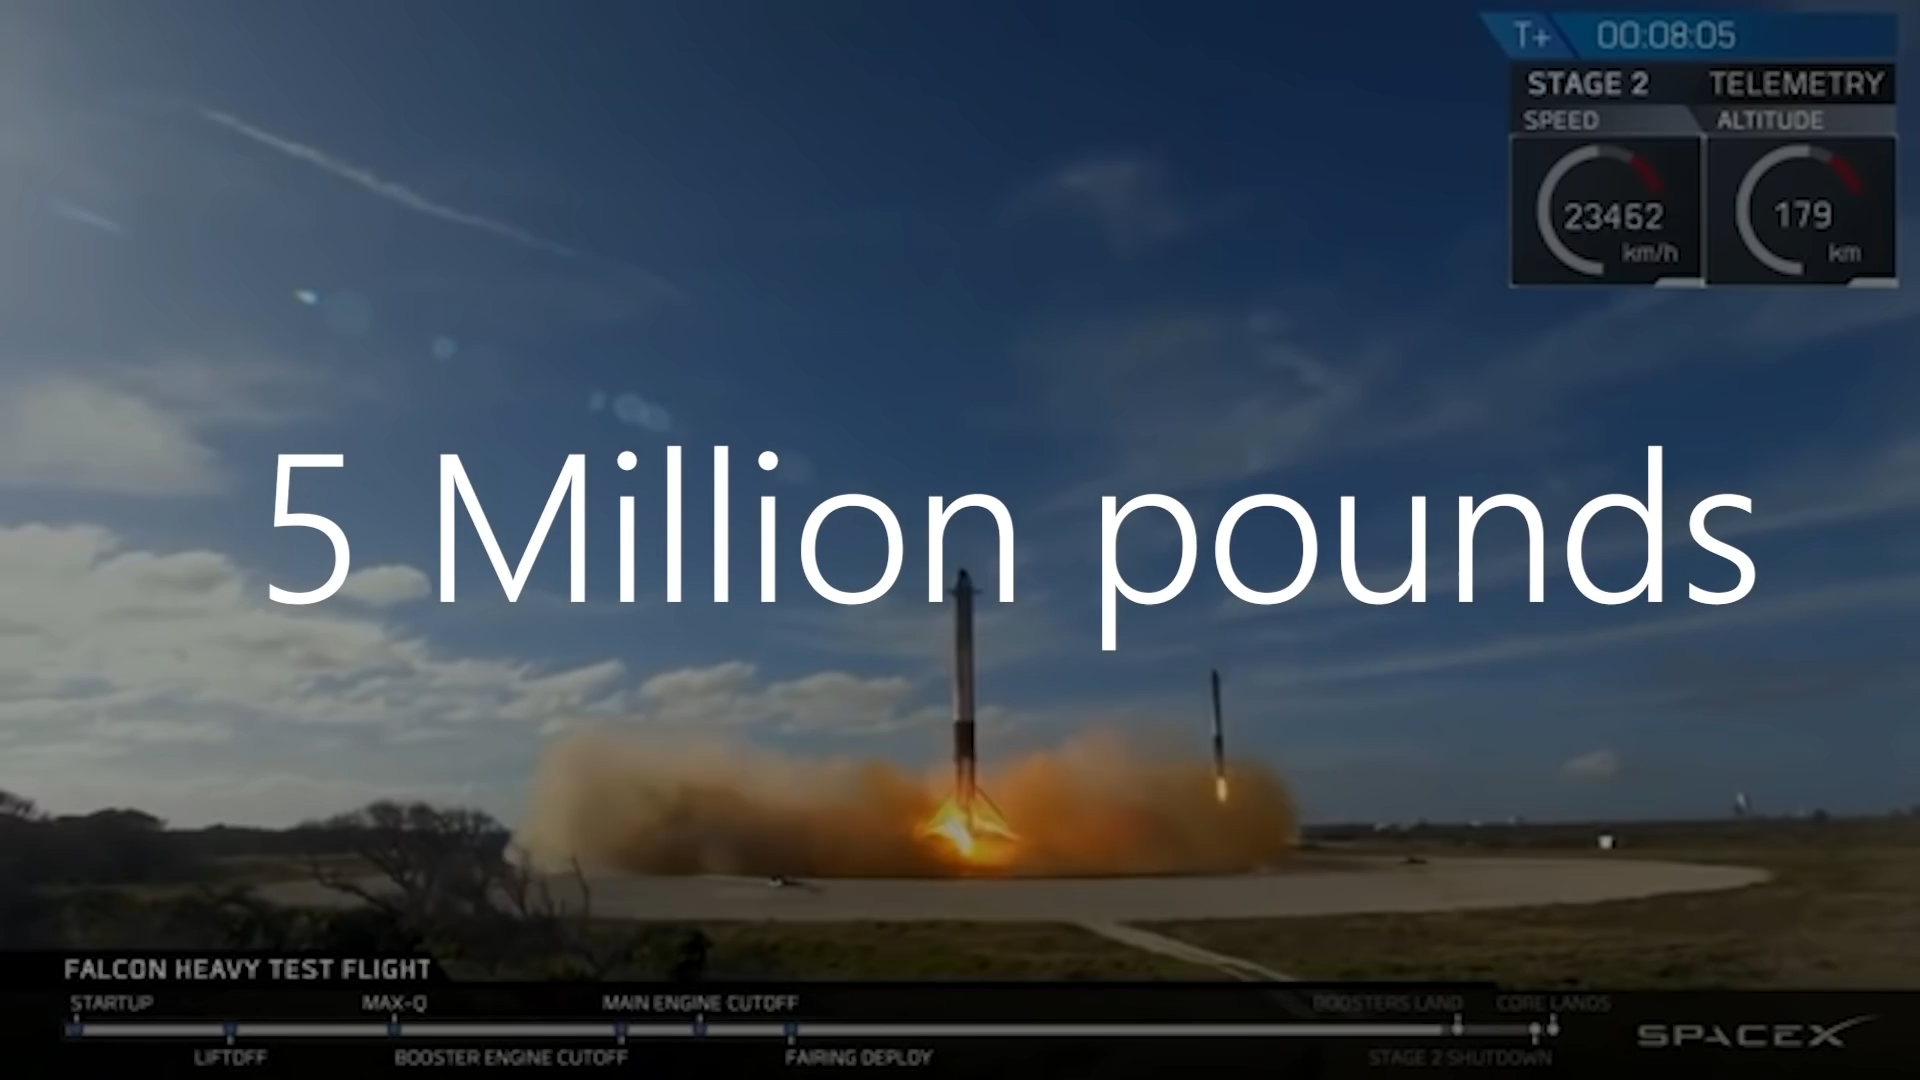 T+ 00:08:05
STAGE 2 TELEMETRY
SPEED ALTITUDE
23462 179
km/h km
5 Million pounds
FALCON HEAVY TEST FLIGHT
STARTUP MAX-Q MAIN ENGINE CUTOFF BOOSTERS LAND CORE LANDS
SPACEX
LIFTOFF BOOSTER ENGINE CUTOFF FAIRING DEPLOY STAGE 2 SHUTDOWN